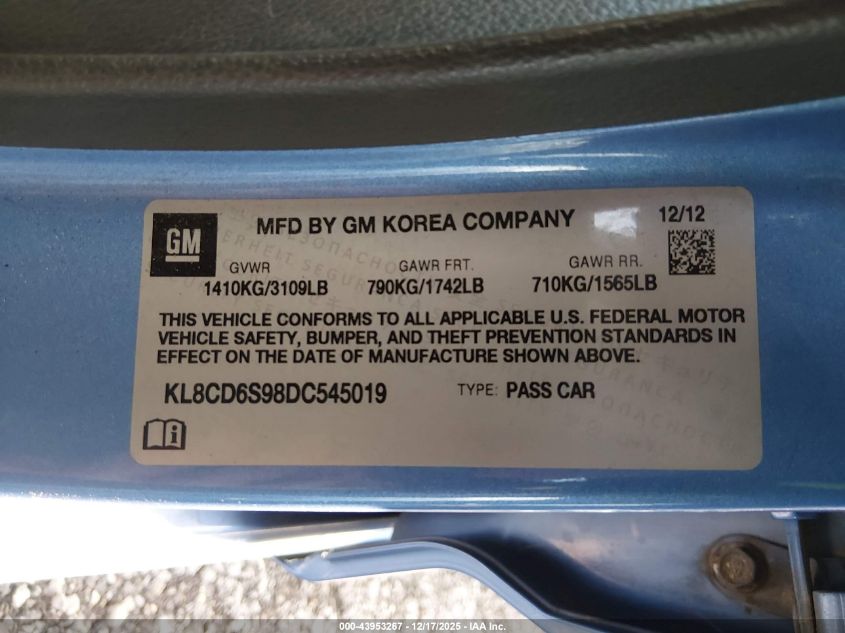 MFD BY GM KOREA COMPANY 12/12
GM
GVWR GAWR FRT. GAWR RR.
1410KG/3109LB 790KG/1742LB 710KG/1565LB
THIS VEHICLE CONFORMS TO ALL APPLICABLE U.S. FEDERAL MOTOR
VEHICLE SAFETY, BUMPER, AND THEFT PREVENTION STANDARDS IN
EFFECT ON THE DATE OF MANUFACTURE SHOWN ABOVE.
KL8CD6S98DC545019 TYPE: PASS CAR
000-43953267 - 12/17/2025 - IAA Inc.